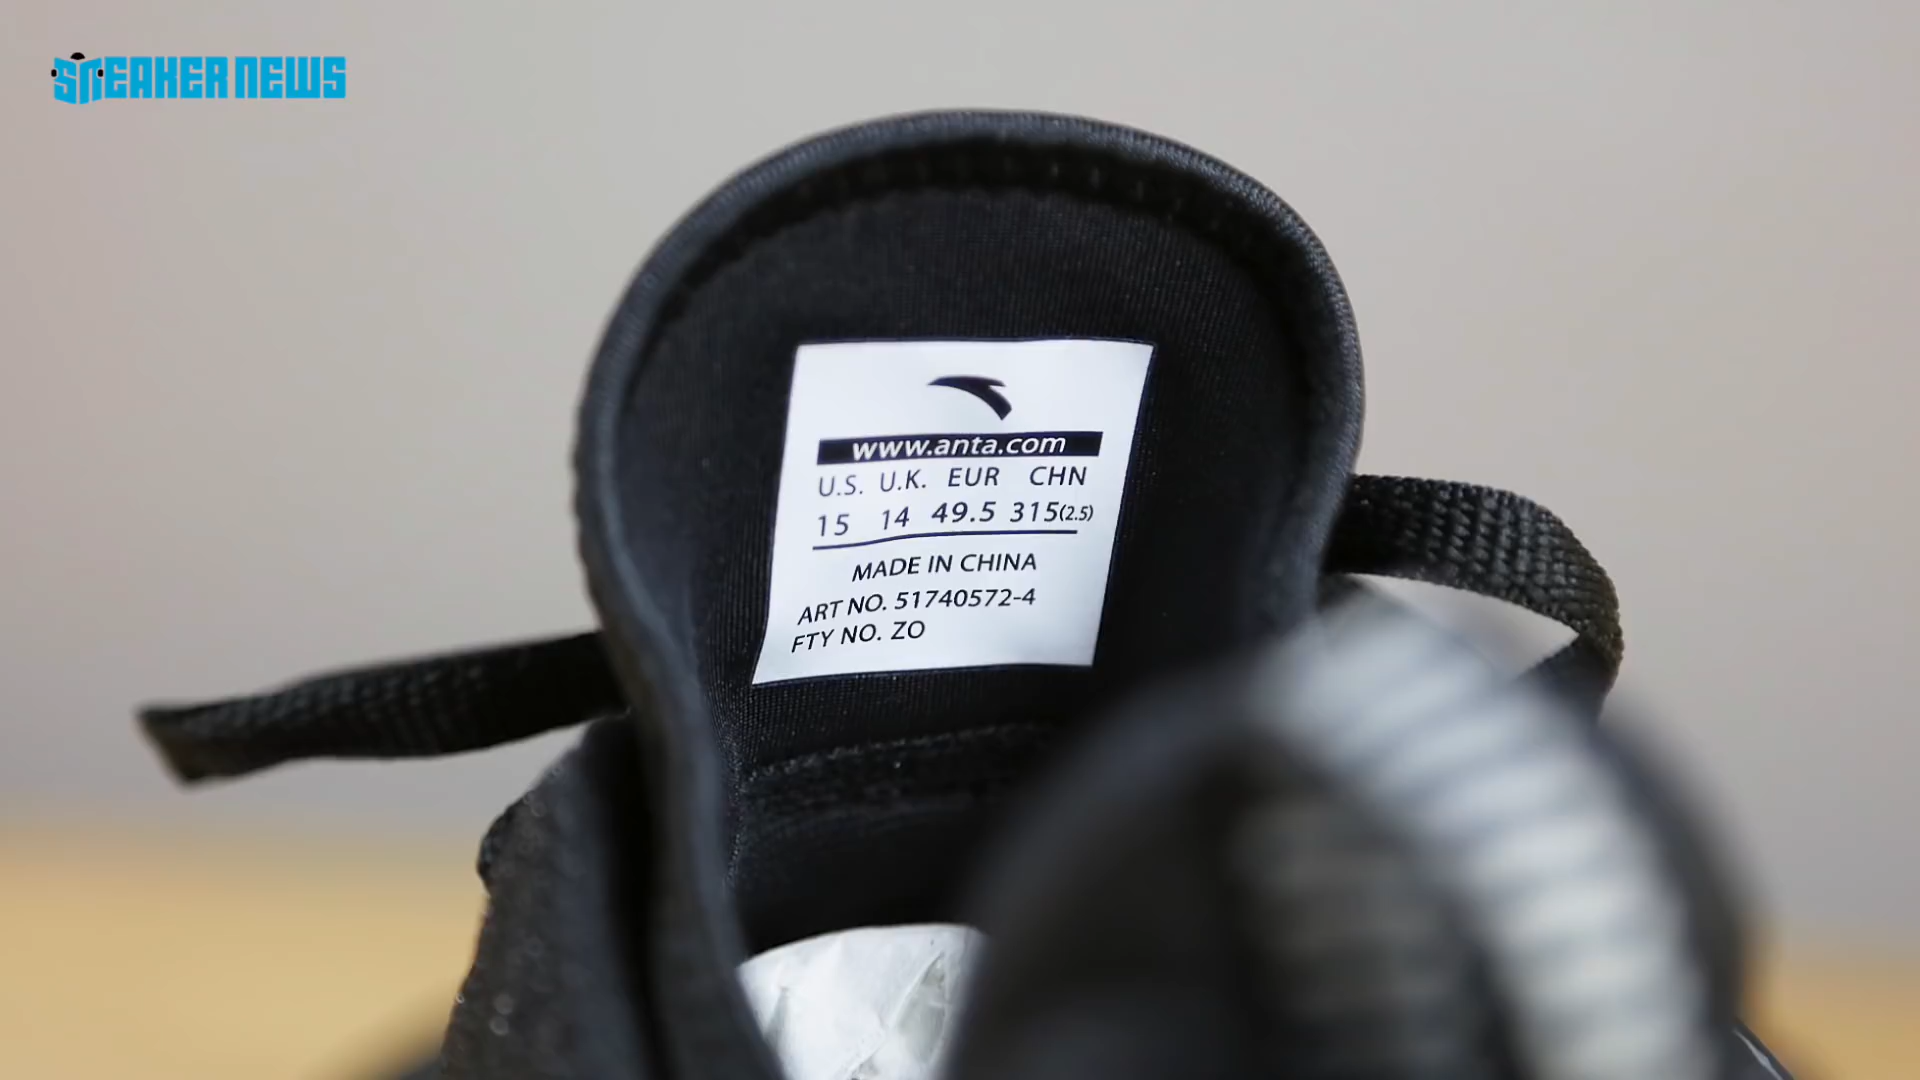 SNEAKER NEWS
www.anta.com
U.S. U.K. EUR CHN
15 14 49.5 315(2.5)
MADE IN CHINA
ART NO. 51740572-4
FTY NO. ZO